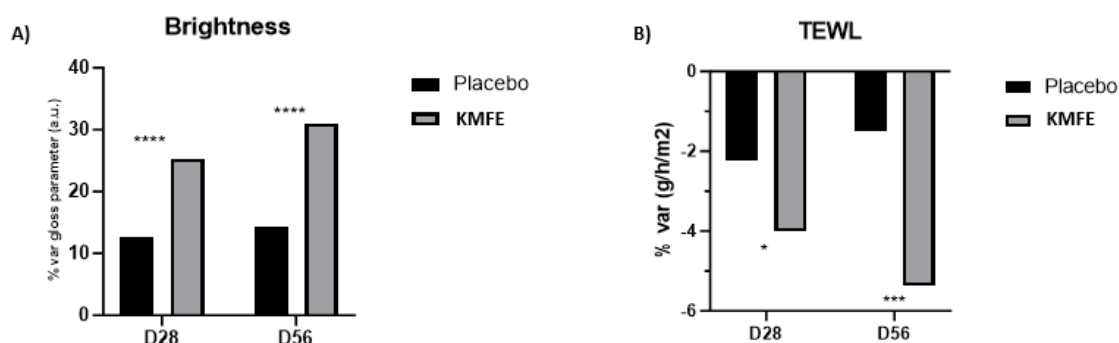 A)
Brightness
% var gloss parameter (a.u.)
40
30
20
10
0
****
****
D28
D56
Placebo
KMFE
B)
TEWL
% var (g/h/m2)
0
-2
-4
-6
*
***
D28
D56
Placebo
KMFE